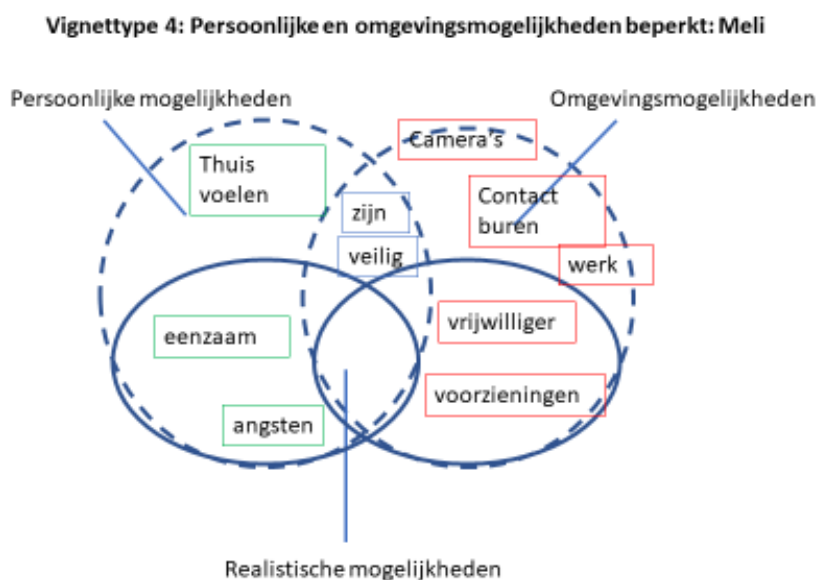 Vignettype 4: Persoonlijke en omgevingsmogelijkheden beperkt: Meli
Persoonlijke mogelijkheden
Omgevingsmogelijkheden
Camera's
Thuis
voelen
Contact
buren
zijn
veilig
werk
eenzaam
vrijwilliger
voorzieningen
angsten
Realistische mogelijkheden